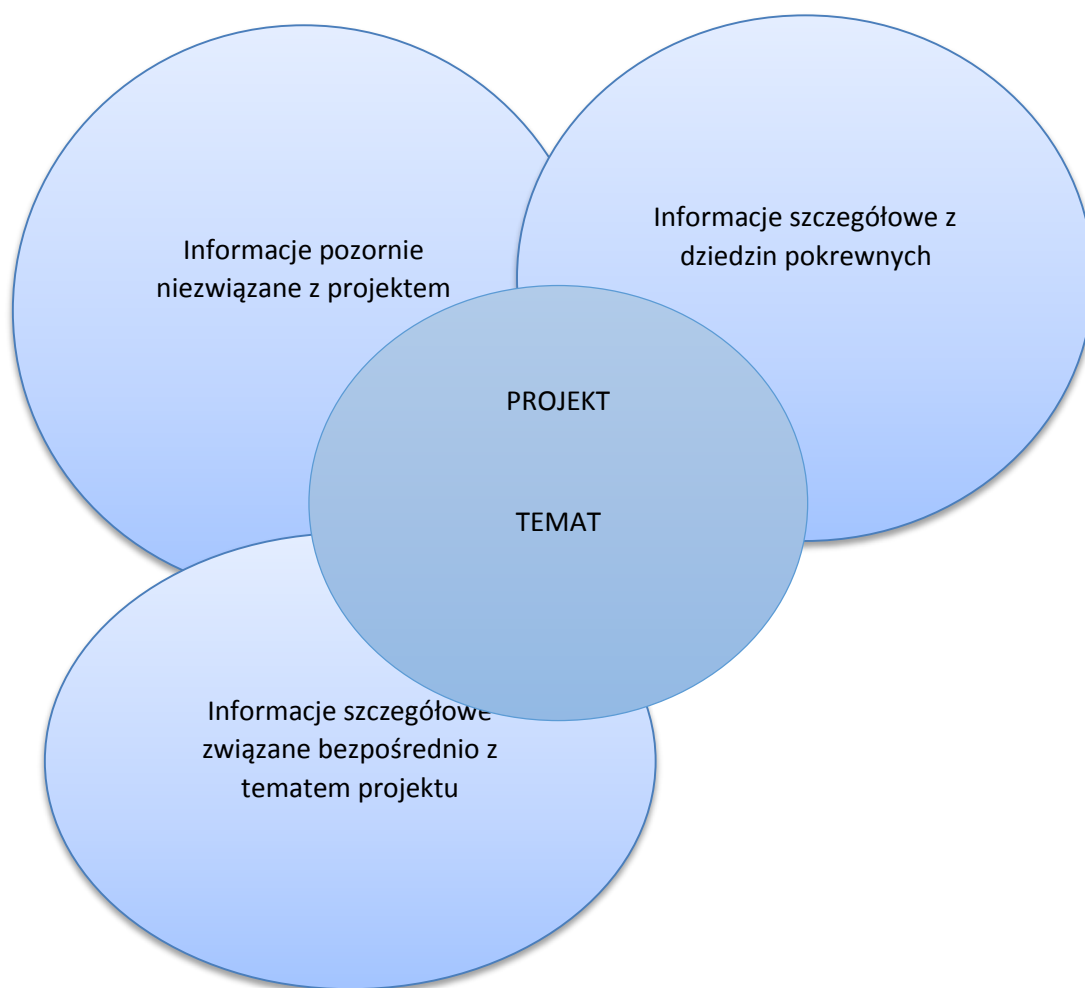 Informacje pozornie
niezwiązane z projektem
Informacje szczegółowe z
dziedzin pokrewnych
PROJEKT
TEMAT
Informacje szczegółowe
związane bezpośrednio z
tematem projektu